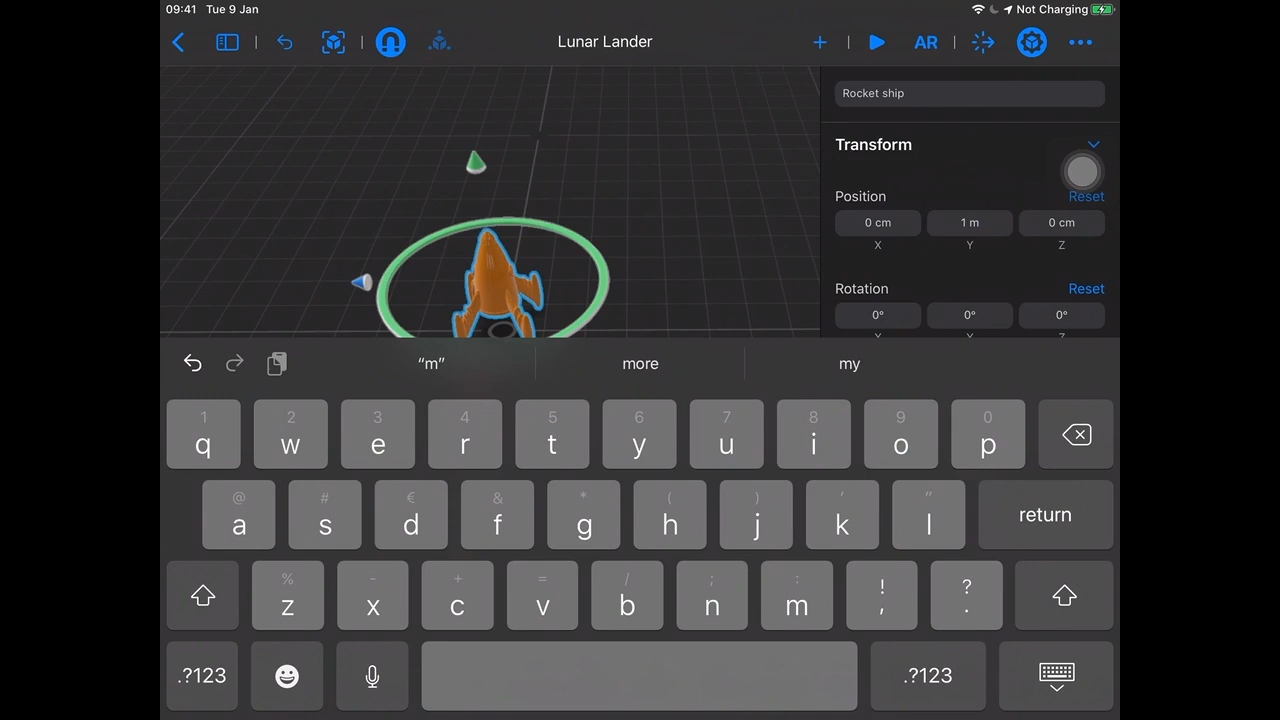 09:41 Tue 9 Jan
Not Charging
Lunar Lander
AR
Rocket ship
Transform
Position
Reset
0 cm
1 m
0 cm
X
Y
Z
Rotation
Reset
0°
0°
0°
X
Y
Z
“m”
more
my
1 2 3 4 5 6 7 8 9 0
q w e r t y u i o p
@ # € & * ( ) ' "
a s d f g h j k l
return
% - + = / ; : ! ?
z x c v b n m , .
.?123
.?123